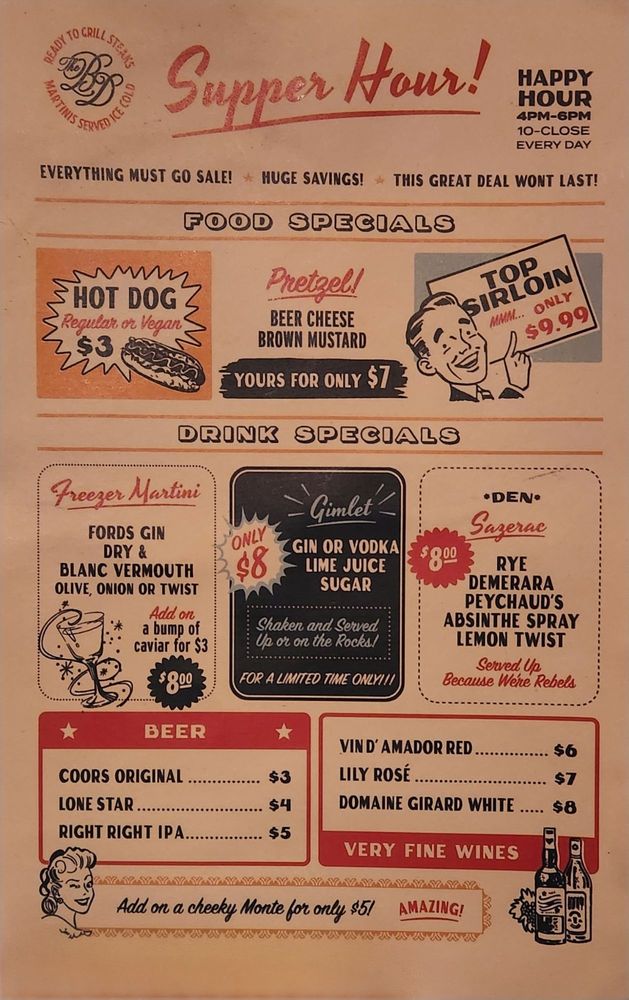 READY TO GRILL STEAKS
The BD
MARTINIS SERVED ICE COLD
Supper Hour!
HAPPY
HOUR
4PM-6PM
10-CLOSE
EVERY DAY
EVERYTHING MUST GO SALE! ★ HUGE SAVINGS! ★ THIS GREAT DEAL WONT LAST!
FOOD SPECIALS
HOT DOG
Regular or Vegan
$3
Pretzel!
BEER CHEESE
BROWN MUSTARD
YOURS FOR ONLY $7
TOP
SIRLOIN
MMM... ONLY
$9.99
DRINK SPECIALS
Freezer Martini
FORDS GIN
DRY &
BLANC VERMOUTH
OLIVE, ONION OR TWIST
Add on
a bump of
caviar for $3
$8.00
Gimlet
ONLY
$8
GIN OR VODKA
LIME JUICE
SUGAR
Shaken and Served
Up or on the Rocks!
FOR A LIMITED TIME ONLY!!!
•DEN•
Sazerac
$8.00
RYE
DEMERARA
PEYCHAUD'S
ABSINTHE SPRAY
LEMON TWIST
Served Up
Because We're Rebels
★ BEER ★
COORS ORIGINAL ................. $3
LONE STAR......................... $4
RIGHT RIGHT IPA................ $5
VIN D' AMADOR RED............. $6
LILY ROSÉ .......................... $7
DOMAINE GIRARD WHITE ..... $8
VERY FINE WINES
Add on a cheeky Monte for only $5! AMAZING!